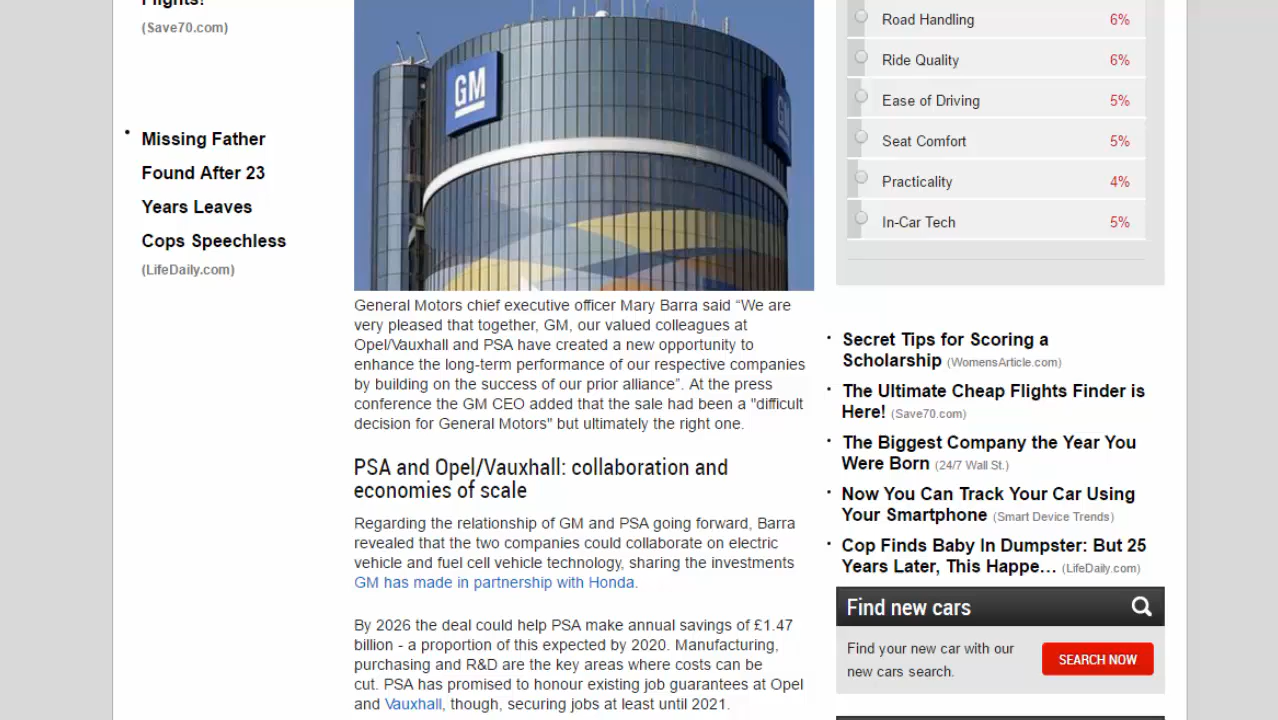 Flights!
(Save70.com)
Missing Father
Found After 23
Years Leaves
Cops Speechless
(LifeDaily.com)
GM
General Motors chief executive officer Mary Barra said “We are
very pleased that together, GM, our valued colleagues at
Opel/Vauxhall and PSA have created a new opportunity to
enhance the long-term performance of our respective companies
by building on the success of our prior alliance”. At the press
conference the GM CEO added that the sale had been a "difficult
decision for General Motors" but ultimately the right one.
PSA and Opel/Vauxhall: collaboration and
economies of scale
Regarding the relationship of GM and PSA going forward, Barra
revealed that the two companies could collaborate on electric
vehicle and fuel cell vehicle technology, sharing the investments
GM has made in partnership with Honda.
By 2026 the deal could help PSA make annual savings of £1.47
billion - a proportion of this expected by 2020. Manufacturing,
purchasing and R&D are the key areas where costs can be
cut. PSA has promised to honour existing job guarantees at Opel
and Vauxhall, though, securing jobs at least until 2021.
Road Handling 6%
Ride Quality 6%
Ease of Driving 5%
Seat Comfort 5%
Practicality 4%
In-Car Tech 5%
Secret Tips for Scoring a
Scholarship (WomensArticle.com)
The Ultimate Cheap Flights Finder is
Here! (Save70.com)
The Biggest Company the Year You
Were Born (24/7 Wall St.)
Now You Can Track Your Car Using
Your Smartphone (Smart Device Trends)
Cop Finds Baby In Dumpster: But 25
Years Later, This Happe… (LifeDaily.com)
Find new cars
Find your new car with our
new cars search.
SEARCH NOW